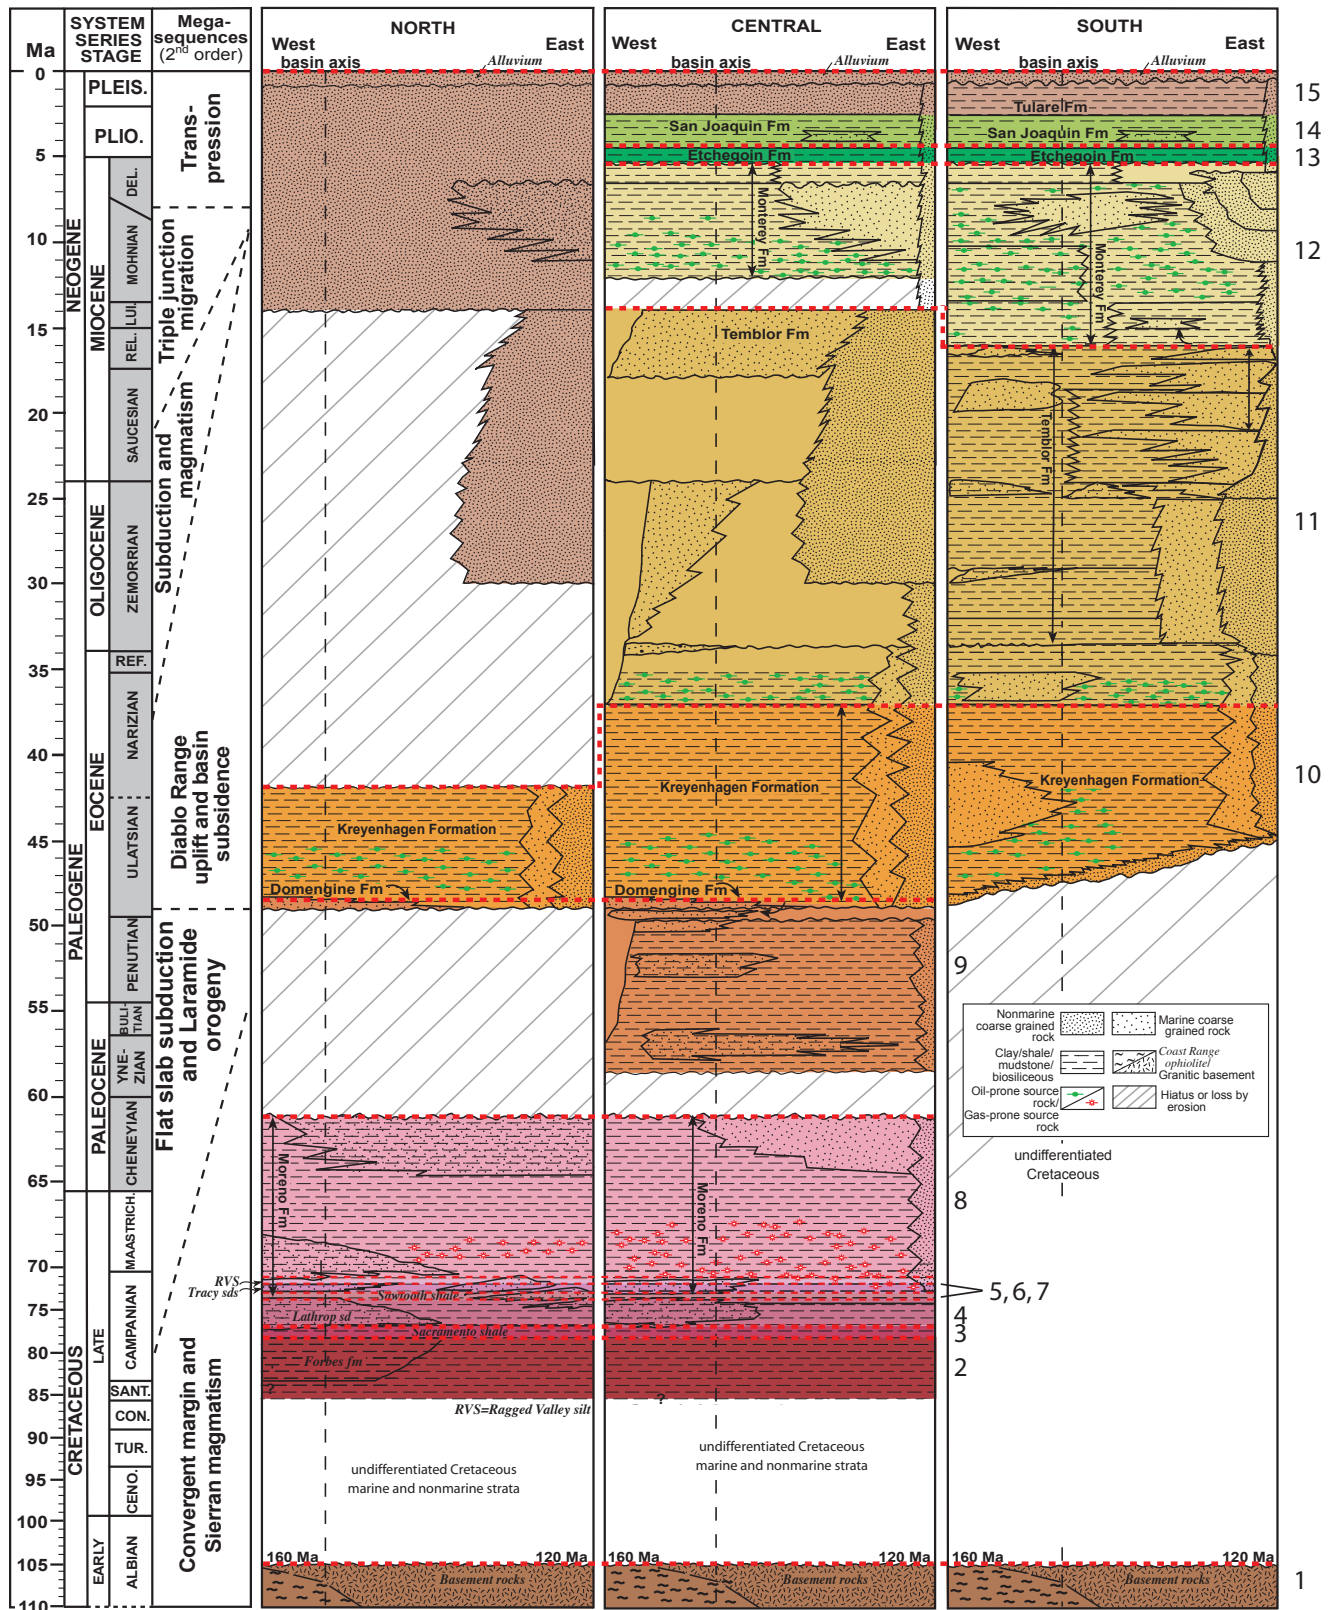 Ma
SYSTEM
SERIES
STAGE
Mega-
sequences
(2nd order)
NORTH
West
East
basin axis
Alluvium
CENTRAL
West
East
basin axis
Alluvium
SOUTH
West
East
basin axis
Alluvium
0
5
10
15
20
25
30
35
40
45
50
55
60
65
70
75
80
85
90
95
100
105
110
NEOGENE
PALEOGENE
CRETACEOUS
PLEIS.
PLIO.
MIOCENE
OLIGOCENE
EOCENE
PALEOCENE
LATE
EARLY
DEL.
MOHNIAN
LUI.
REL.
SAUCESIAN
ZEMORRIAN
REF.
NARIZIAN
ULATSIAN
PENUTIAN
BULI-
TIAN
YNE-
ZIAN
CHENEYIAN
MAASTRICH.
CAMPANIAN
SANT.
CON.
TUR.
CENO.
ALBIAN
Trans-
pression
Triple junction
migration
Subduction and
magmatism
Diablo Range
uplift and basin
subsidence
Flat slab subduction
and Laramide
orogeny
Convergent margin and
Sierran magmatism
Kreyenhagen Formation
Domengine Fm
Moreno Fm
RVS
Tracy sds
Sawtooth shale
Lathrop sd
Sacramento shale
Forbes fm
?
RVS=Ragged Valley silt
undifferentiated Cretaceous
marine and nonmarine strata
160 Ma
120 Ma
Basement rocks
San Joaquin Fm
Etchegoin Fm
Monterey Fm
Temblor Fm
Kreyenhagen Formation
Domengine Fm
Moreno Fm
?
undifferentiated Cretaceous
marine and nonmarine strata
160 Ma
120 Ma
Basement rocks
Tulare Fm
San Joaquin Fm
Etchegoin Fm
Monterey Fm
Temblor Fm
Kreyenhagen Formation
Nonmarine
coarse grained
rock
Marine coarse
grained rock
Clay/shale/
mudstone/
biosiliceous
Coast Range
ophiolite/
Granitic basement
Oil-prone source
rock/
Gas-prone source
rock
Hiatus or loss by
erosion
undifferentiated
Cretaceous
160 Ma
120 Ma
Basement rocks
15
14
13
12
11
10
9
8
5, 6, 7
4
3
2
1